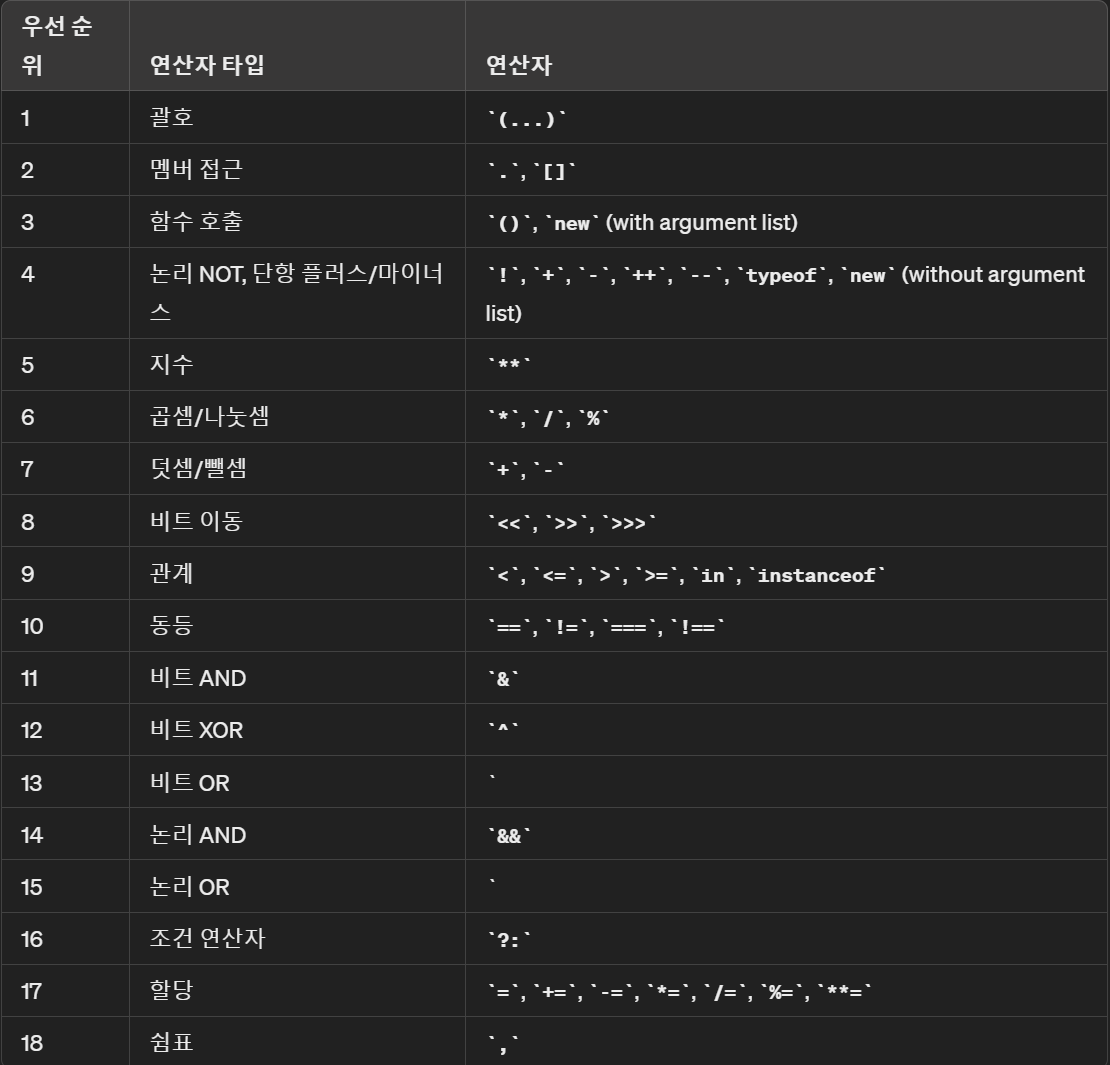 우선 순
위 연산자 타입 연산자
1 괄호 `(...)`
2 멤버 접근 `.`, `[]`
3 함수 호출 `()`, `new` (with argument list)
4 논리 NOT, 단항 플러스/마이너 `!`, `+`, `-`, `++`, `--`, `typeof`, `new` (without argument
스 list)
5 지수 `**`
6 곱셈/나눗셈 `*`, `/`, `%`
7 덧셈/뺄셈 `+`, `-`
8 비트 이동 `<<`, `>>`, `>>>`
9 관계 `<`, `<=`, `>`, `>=`, `in`, `instanceof`
10 동등 `==`, `!=`, `===`, `!==`
11 비트 AND `&`
12 비트 XOR `^`
13 비트 OR `
14 논리 AND `&&`
15 논리 OR `
16 조건 연산자 `?:`
17 할당 `=`, `+=`, `-=`, `*=`, `/=`, `%=`, `**=`
18 쉼표 `,`